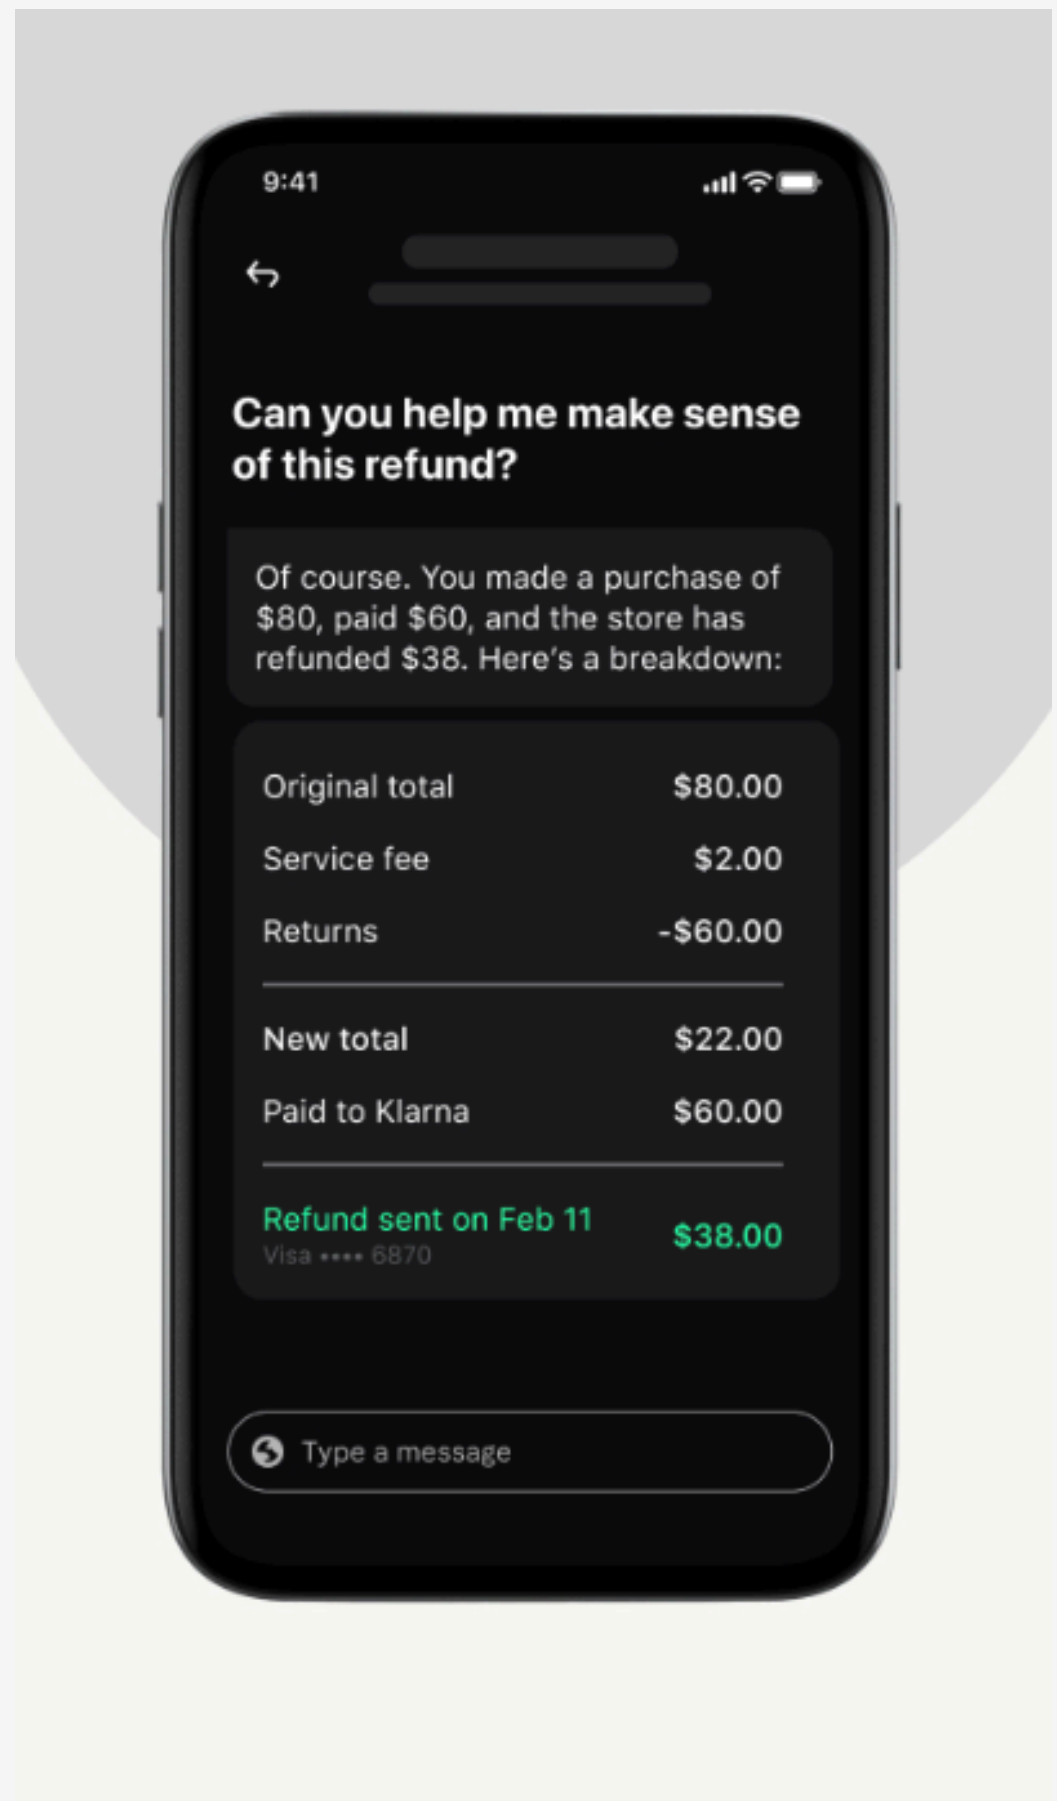 9:41
Can you help me make sense
of this refund?
Of course. You made a purchase of
$80, paid $60, and the store has
refunded $38. Here's a breakdown:
Original total $80.00
Service fee $2.00
Returns -$60.00
New total $22.00
Paid to Klarna $60.00
Refund sent on Feb 11 $38.00
Visa •••• 6870
Type a message